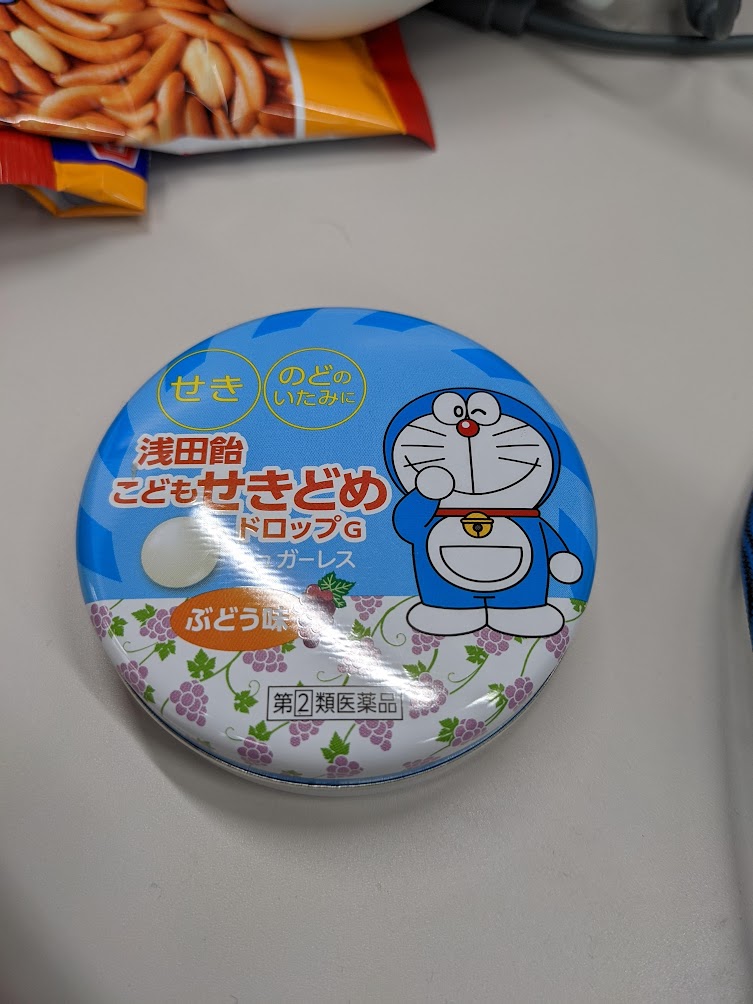 せき
のどの
いたみに
浅田飴
こどもせきどめ
ドロップG
シュガーレス
ぶどう味
第②類医薬品